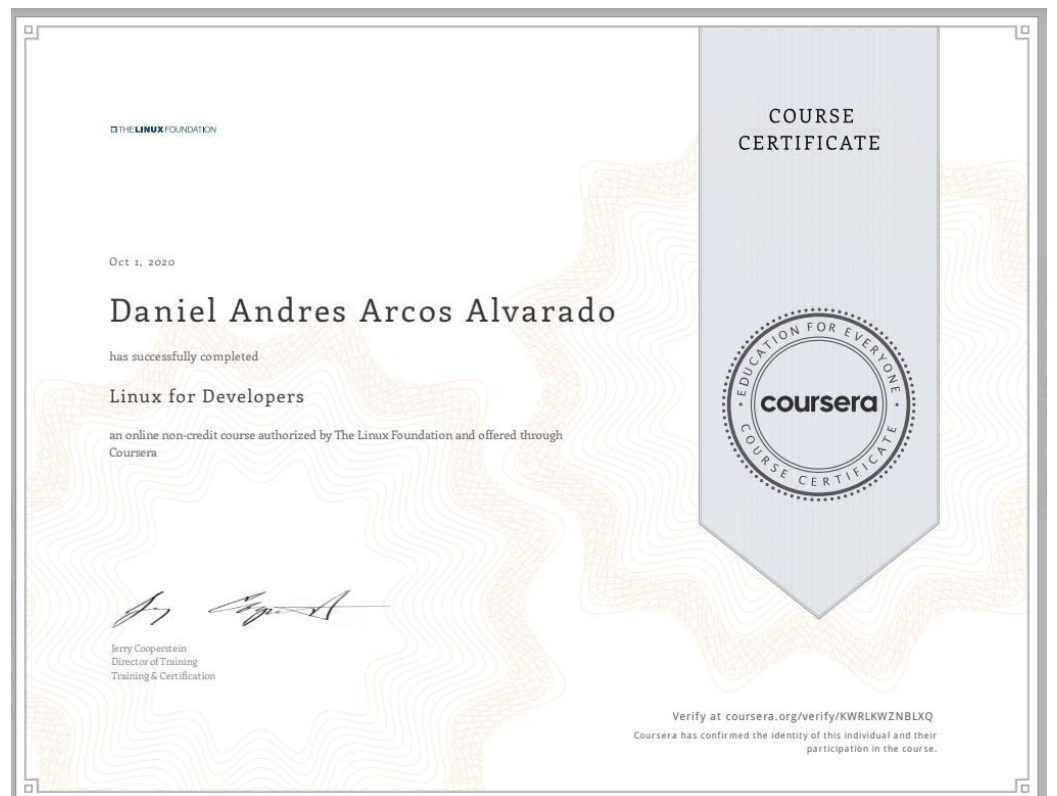 THE LINUX FOUNDATION
COURSE
CERTIFICATE
Oct 1, 2020
Daniel Andres Arcos Alvarado
has successfully completed
Linux for Developers
an online non-credit course authorized by The Linux Foundation and offered through
Coursera
EDUCATION FOR EVERYONE
coursera
COURSE CERTIFICATE
Jerry Cooperstein
Director of Training
Training & Certification
Verify at coursera.org/verify/KWRLKWZNBLXQ
Coursera has confirmed the identity of this individual and their
participation in the course.